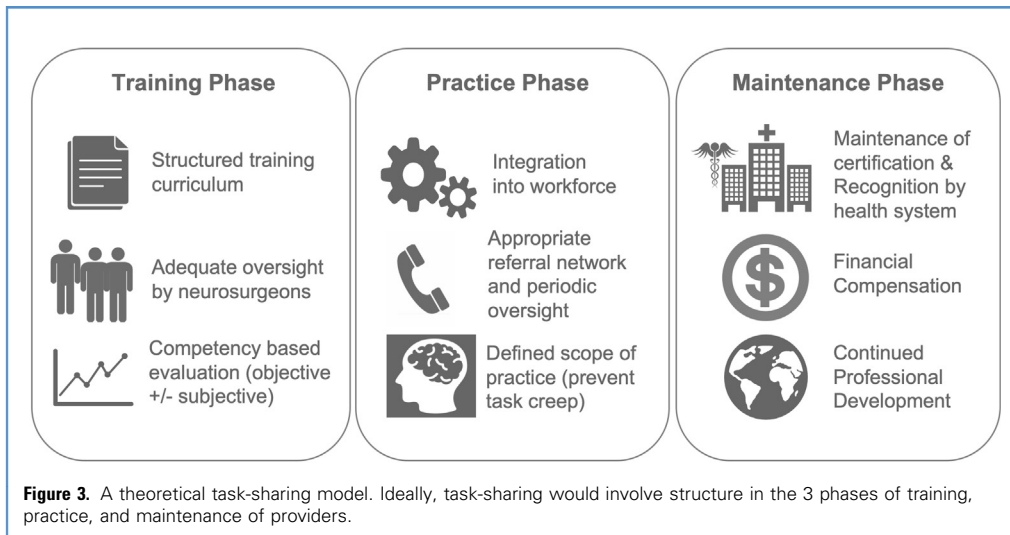 Training Phase
Structured training
curriculum
Adequate oversight
by neurosurgeons
Competency based
evaluation (objective
+/- subjective)
Practice Phase
Integration
into workforce
Appropriate
referral network
and periodic
oversight
Defined scope of
practice (prevent
task creep)
Maintenance Phase
Maintenance of
certification &
Recognition by
health system
$
Financial
Compensation
Continued
Professional
Development
Figure 3. A theoretical task-sharing model. Ideally, task-sharing would involve structure in the 3 phases of training,
practice, and maintenance of providers.